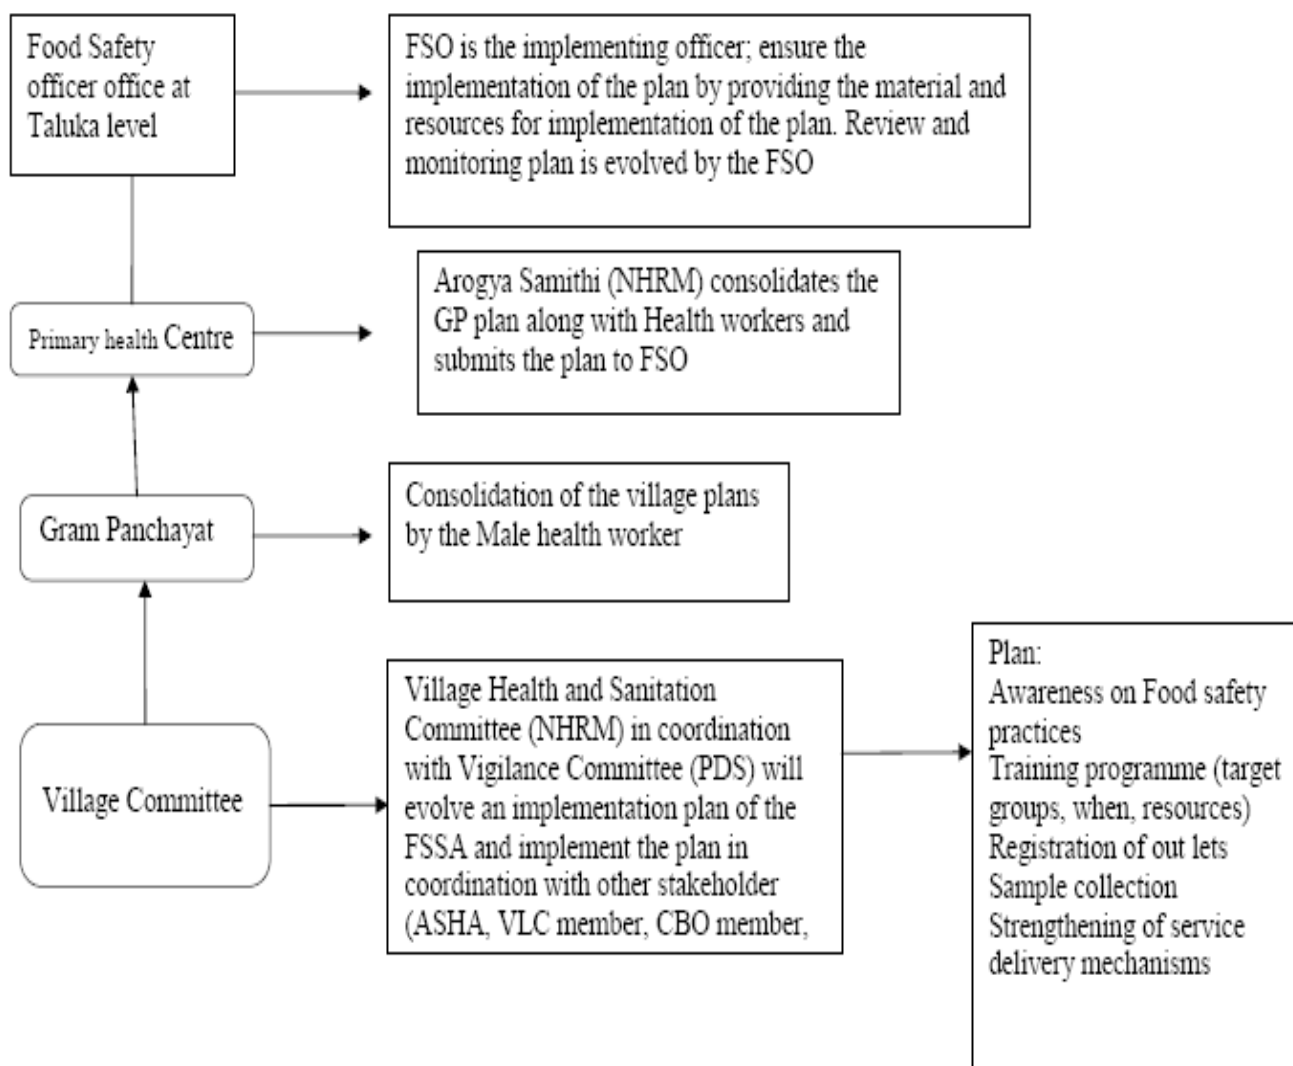 Food Safety
officer office at
Taluka level
FSO is the implementing officer; ensure the
implementation of the plan by providing the material and
resources for implementation of the plan. Review and
monitoring plan is evolved by the FSO
Primary health Centre
Arogya Samithi (NHRM) consolidates the
GP plan along with Health workers and
submits the plan to FSO
Gram Panchayat
Consolidation of the village plans
by the Male health worker
Village Committee
Village Health and Sanitation
Committee (NHRM) in coordination
with Vigilance Committee (PDS) will
evolve an implementation plan of the
FSSA and implement the plan in
coordination with other stakeholder
(ASHA, VLC member, CBO member,
Plan:
Awareness on Food safety
practices
Training programme (target
groups, when, resources)
Registration of out lets
Sample collection
Strengthening of service
delivery mechanisms